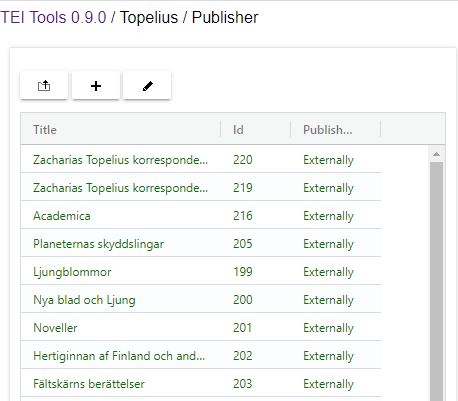 TEI Tools 0.9.0 / Topelius / Publisher
Title Id Publish...
Zacharias Topelius korresponde... 220 Externally
Zacharias Topelius korresponde... 219 Externally
Academica 216 Externally
Planeternas skyddslingar 205 Externally
Ljungblommor 199 Externally
Nya blad och Ljung 200 Externally
Noveller 201 Externally
Hertiginnan af Finland och and... 202 Externally
Fältskärns berättelser 203 Externally